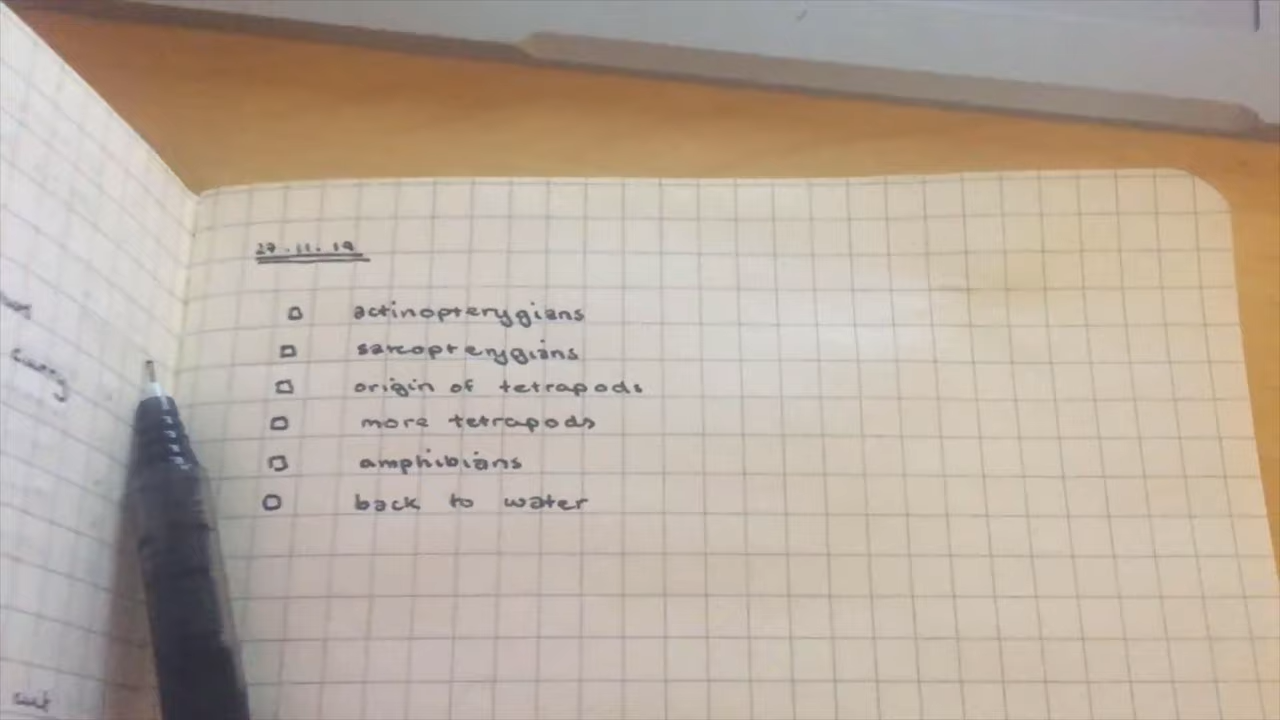 27.11.19
actinopterygians
sarcopterygians
origin of tetrapods
more tetrapods
amphibians
back to water